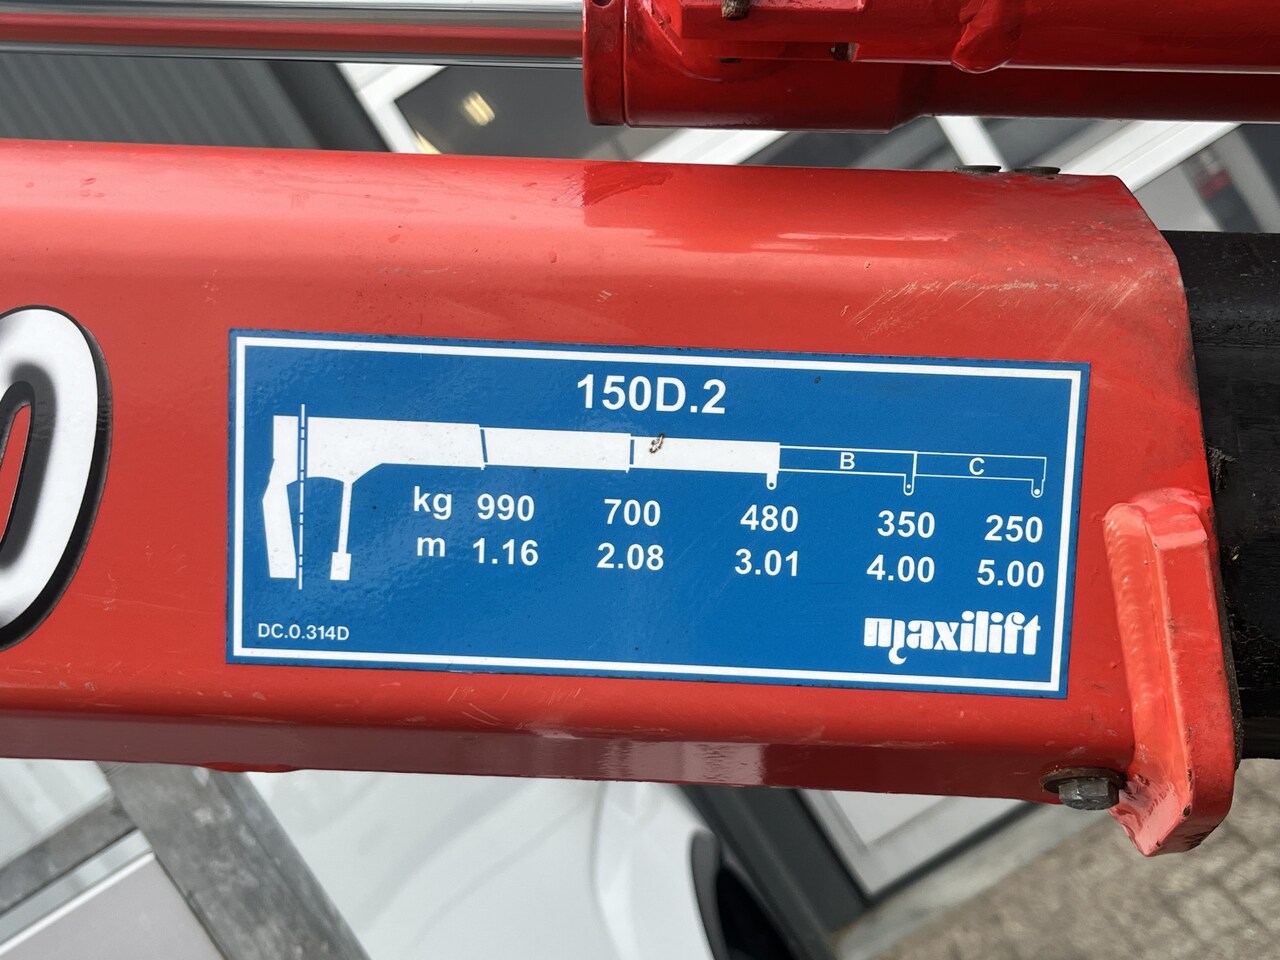 0
150D.2
B C
kg 990 700 480 350 250
m 1.16 2.08 3.01 4.00 5.00
DC.0.314D
maxilift